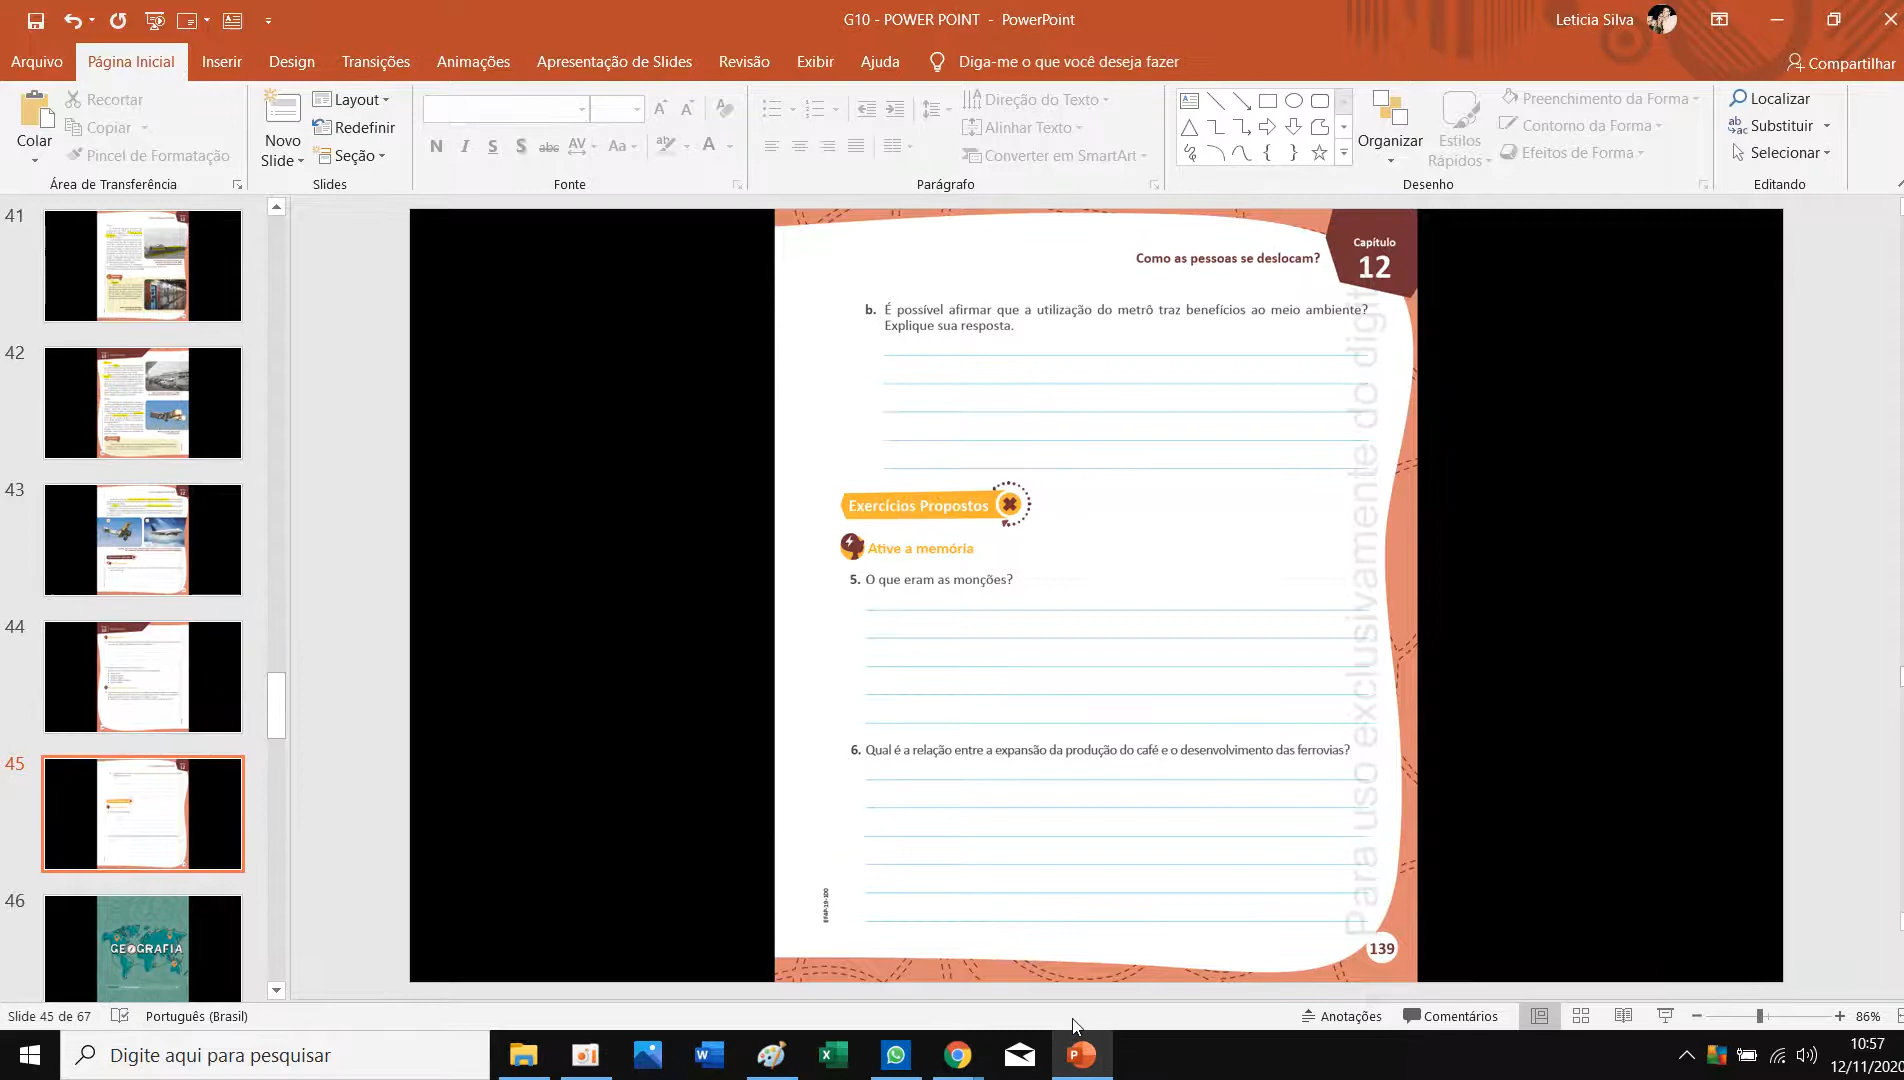 G10 - POWER POINT - PowerPoint
Leticia Silva
Arquivo Página Inicial Inserir Design Transições Animações Apresentação de Slides Revisão Exibir Ajuda Diga-me o que você deseja fazer Compartilhar
Colar
Recortar
Copiar
Pincel de Formatação
Área de Transferência
Novo Slide
Layout
Redefinir
Seção
Slides
N I S S abc AV Aa A
Fonte
Direção do Texto
Alinhar Texto
Converter em SmartArt
Parágrafo
Organizar
Estilos Rápidos
Preenchimento da Forma
Contorno da Forma
Efeitos de Forma
Desenho
Localizar
Substituir
Selecionar
Editando
41
42
43
44
45
46
GEOGRAFIA
Como as pessoas se deslocam?
Capítulo
12
b. É possível afirmar que a utilização do metrô traz benefícios ao meio ambiente?
Explique sua resposta.
Exercícios Propostos
Ative a memória
5. O que eram as monções?
6. Qual é a relação entre a expansão da produção do café e o desenvolvimento das ferrovias?
Para uso exclusivamente do digit
EF4P-19-100
139
Slide 45 de 67 Português (Brasil) Anotações Comentários 86%
Digite aqui para pesquisar
10:57
12/11/2020